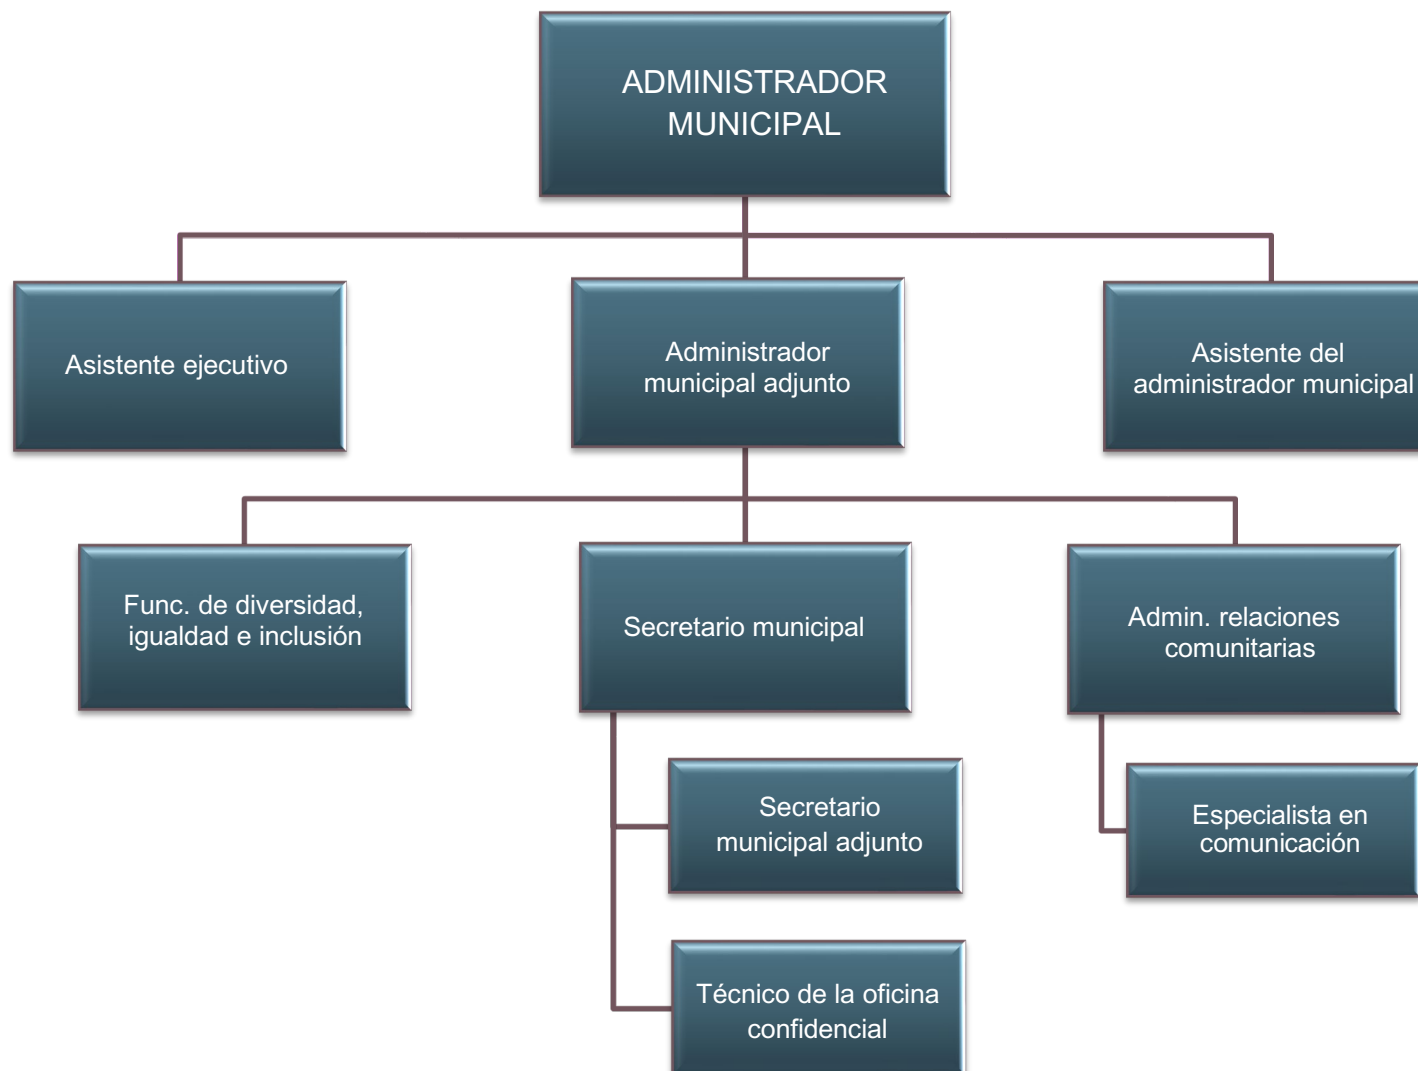 ADMINISTRADOR
MUNICIPAL
Asistente ejecutivo
Administrador
municipal adjunto
Asistente del
administrador municipal
Func. de diversidad,
igualdad e inclusión
Secretario municipal
Admin. relaciones
comunitarias
Secretario
municipal adjunto
Especialista en
comunicación
Técnico de la oficina
confidencial